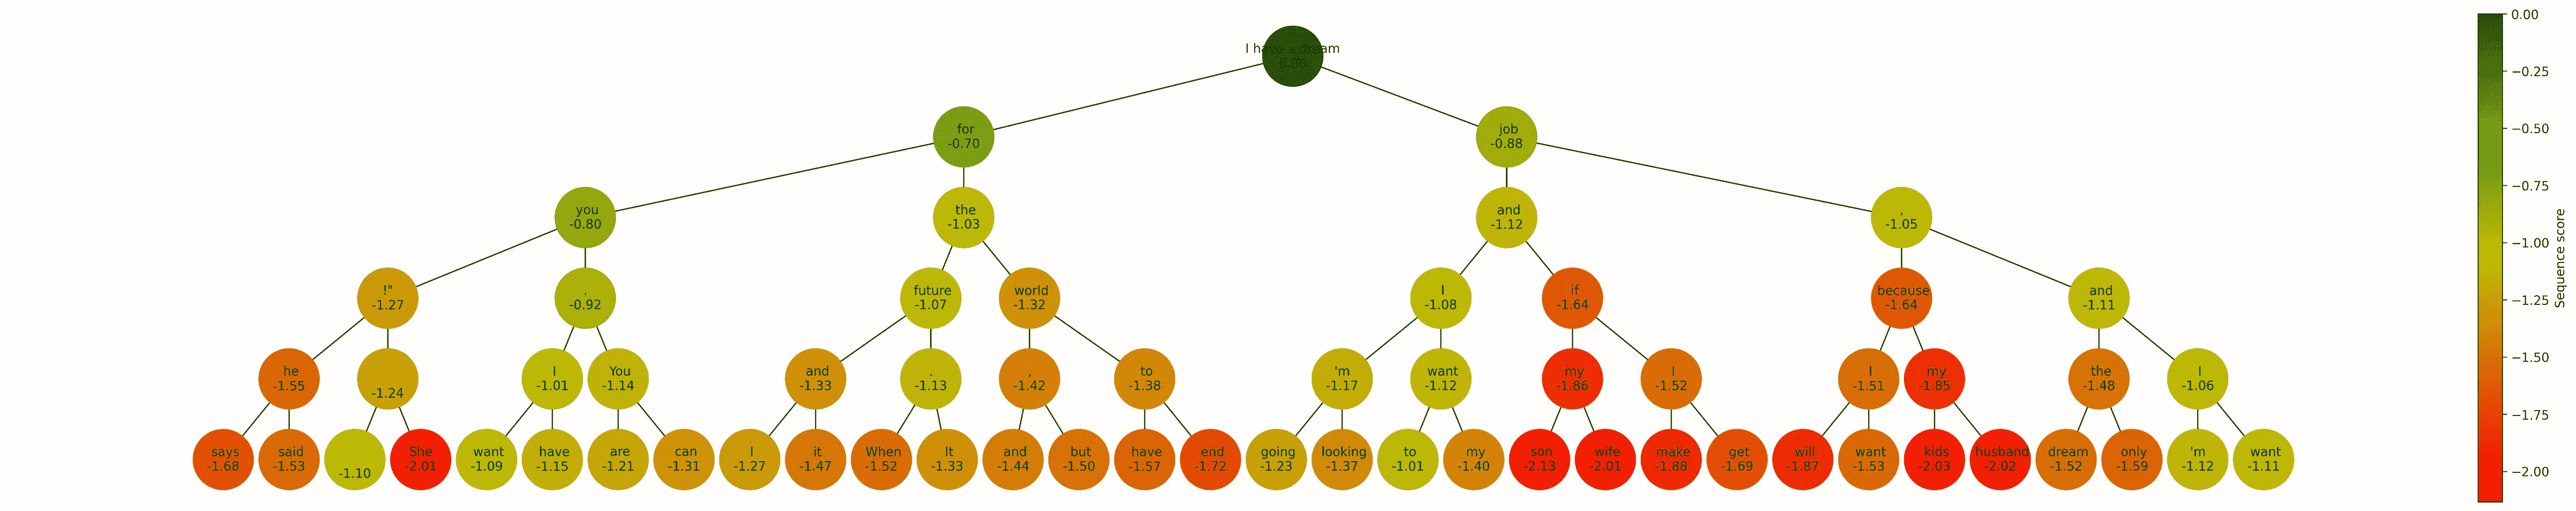 I have a dream
0.00
for
-0.70
job
-0.88
you
-0.80
the
-1.03
and
-1.12
,
-1.05
!"
-1.27
.
-0.92
future
-1.07
world
-1.32
I
-1.08
if
-1.64
because
-1.64
and
-1.11
he
-1.55
-1.24
I
-1.01
You
-1.14
and
-1.33
.
-1.13
,
-1.42
to
-1.38
'm
-1.17
want
-1.12
my
-1.86
I
-1.52
I
-1.51
my
-1.85
the
-1.48
I
-1.06
says
-1.68
said
-1.53
-1.10
She
-2.01
want
-1.09
have
-1.15
are
-1.21
can
-1.31
I
-1.27
it
-1.47
When
-1.52
It
-1.33
and
-1.44
but
-1.50
have
-1.57
end
-1.72
going
-1.23
looking
-1.37
to
-1.01
my
-1.40
son
-2.13
wife
-2.01
make
-1.88
get
-1.69
will
-1.87
want
-1.53
kids
-2.03
husband
-2.02
dream
-1.52
only
-1.59
'm
-1.12
want
-1.11
0.00
−0.25
−0.50
−0.75
−1.00
−1.25
−1.50
−1.75
−2.00
Sequence score